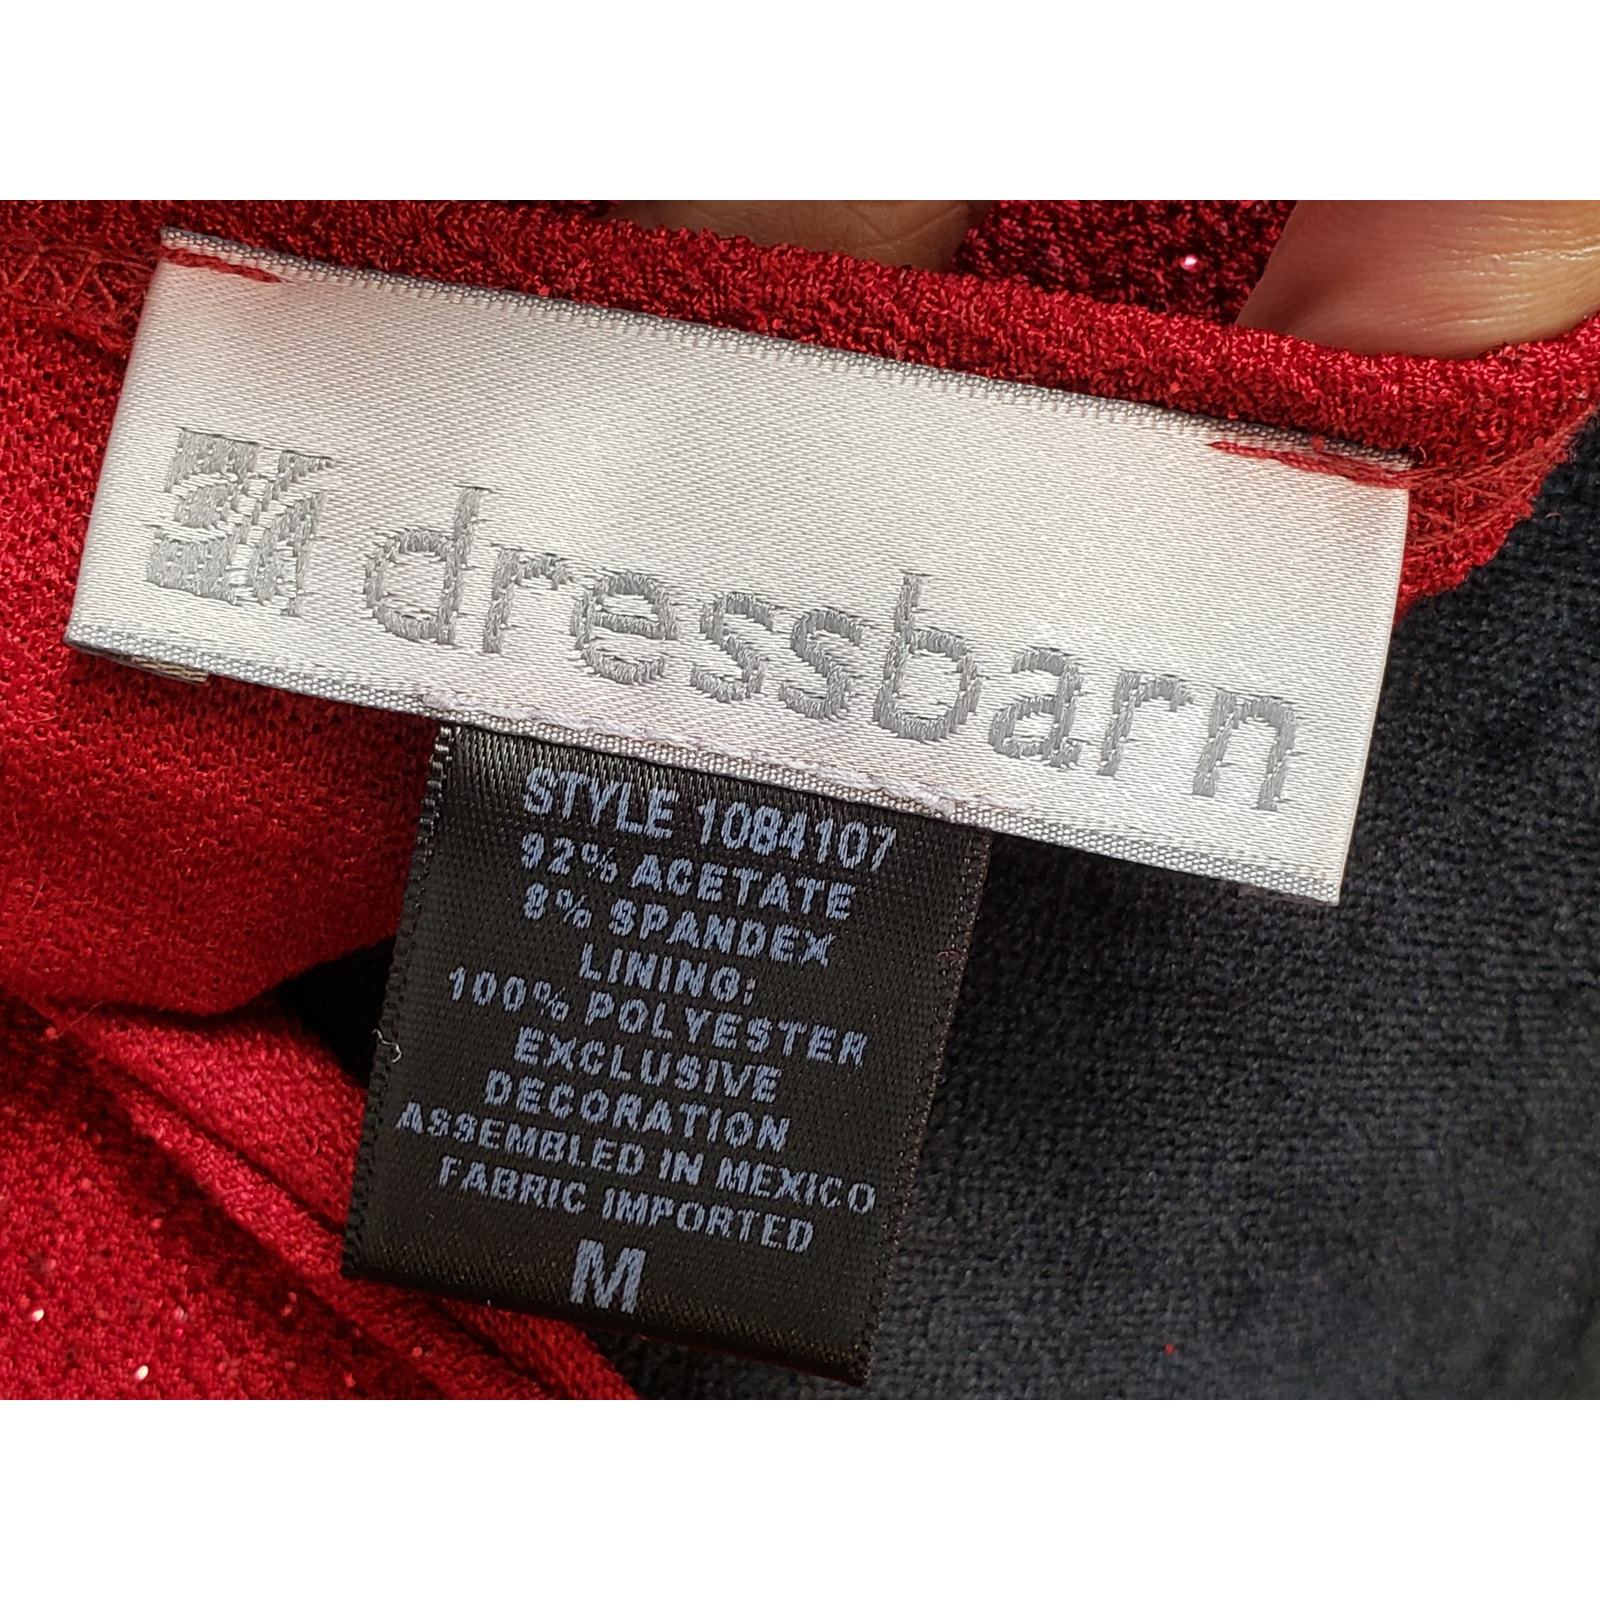 dressbarn
STYLE 1084107
92% ACETATE
8% SPANDEX
LINING:
100% POLYESTER
EXCLUSIVE
DECORATION
ASSEMBLED IN MEXICO
FABRIC IMPORTED
M